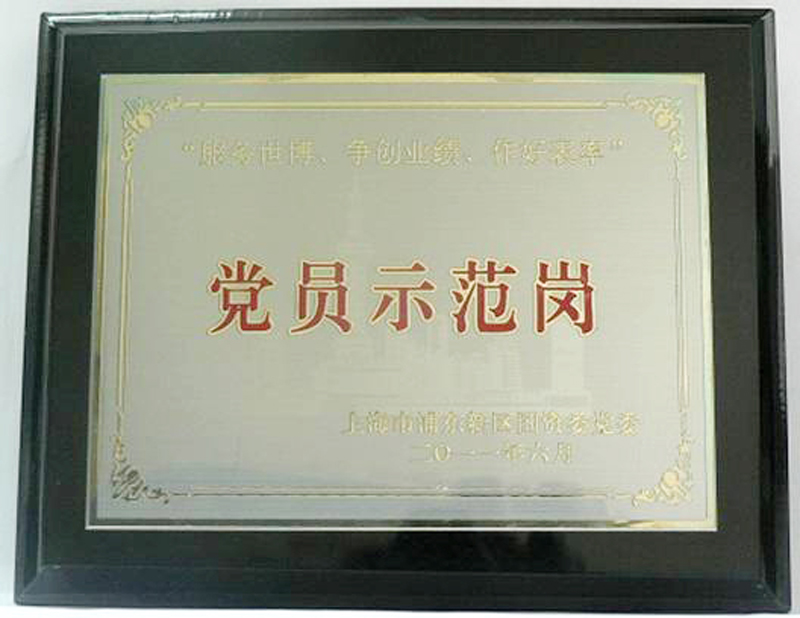 “服务世博、争创业绩、作好表率”
党员示范岗
上海市浦东新区国资委党委
二〇一一年六月